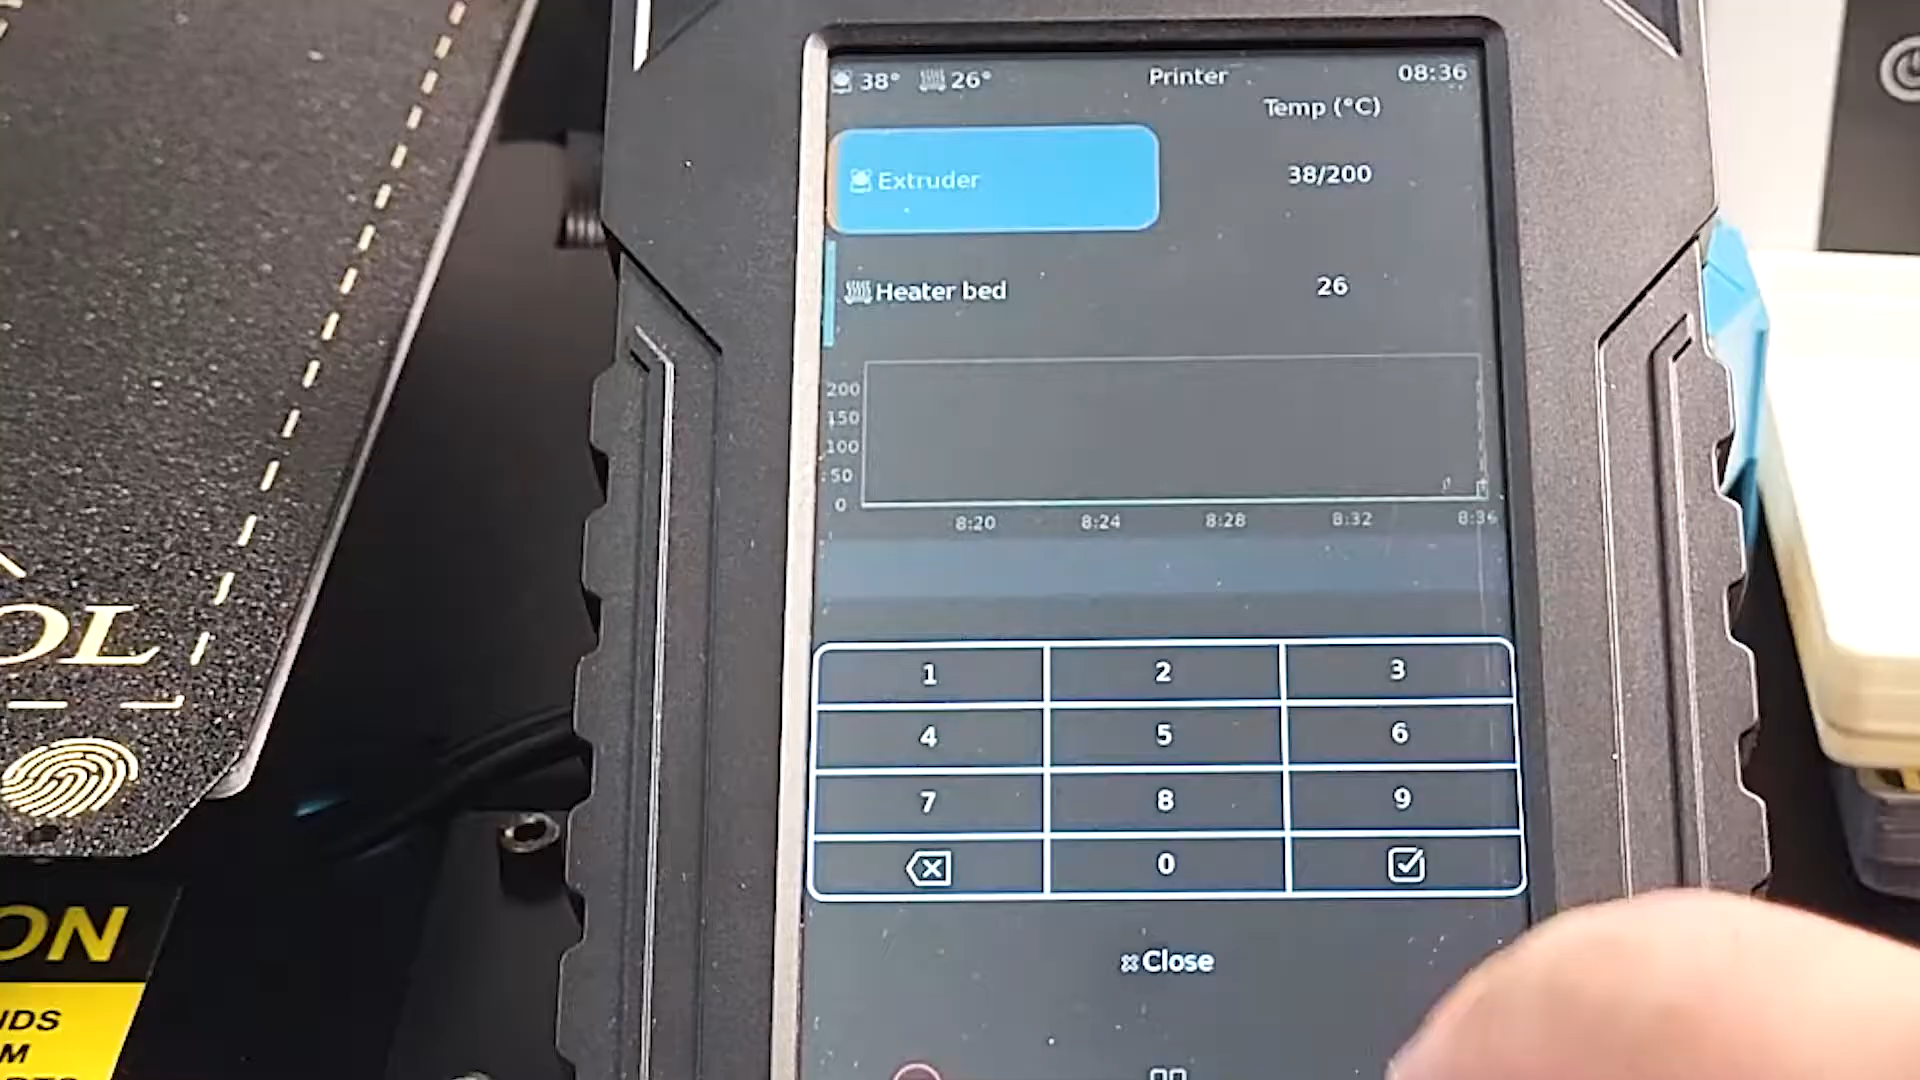 38° 26° Printer 08:36
Temp (°C)
Extruder 38/200
Heater bed 26
200
150
100
50
0
8:20 8:24 8:28 8:32 8:36
1 2 3
4 5 6
7 8 9
0
Close
OL
ON
IDS
M